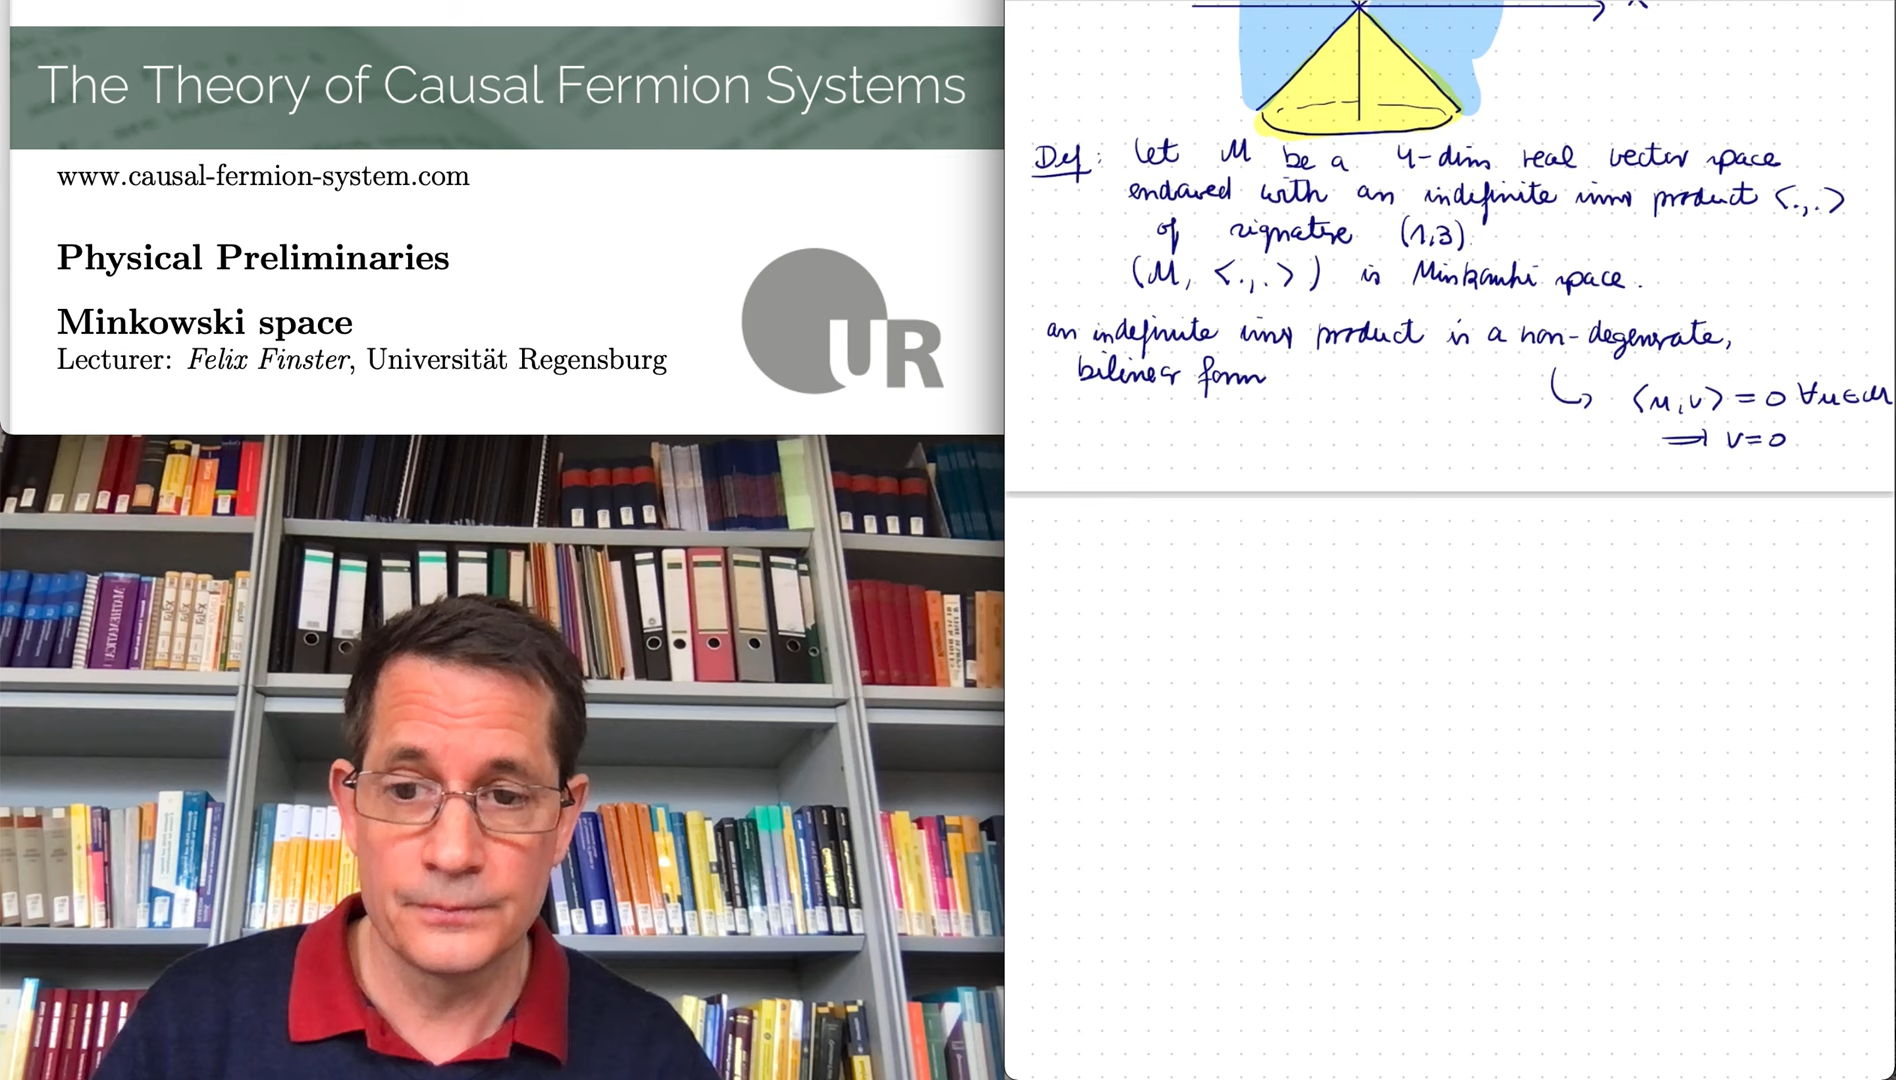 The Theory of Causal Fermion Systems
www.causal-fermion-system.com
Physical Preliminaries
Minkowski space
Lecturer: Felix Finster, Universität Regensburg
UR
Def: Let M be a 4-dim real vector space
endowed with an indefinite inner product <.,.>
of signature (1,3)
(M, <.,.>) is Minkowski space.
an indefinite inner product is a non-degenerate,
bilinear form
<u,v> = 0 ∀u∈M
⟹ v=0